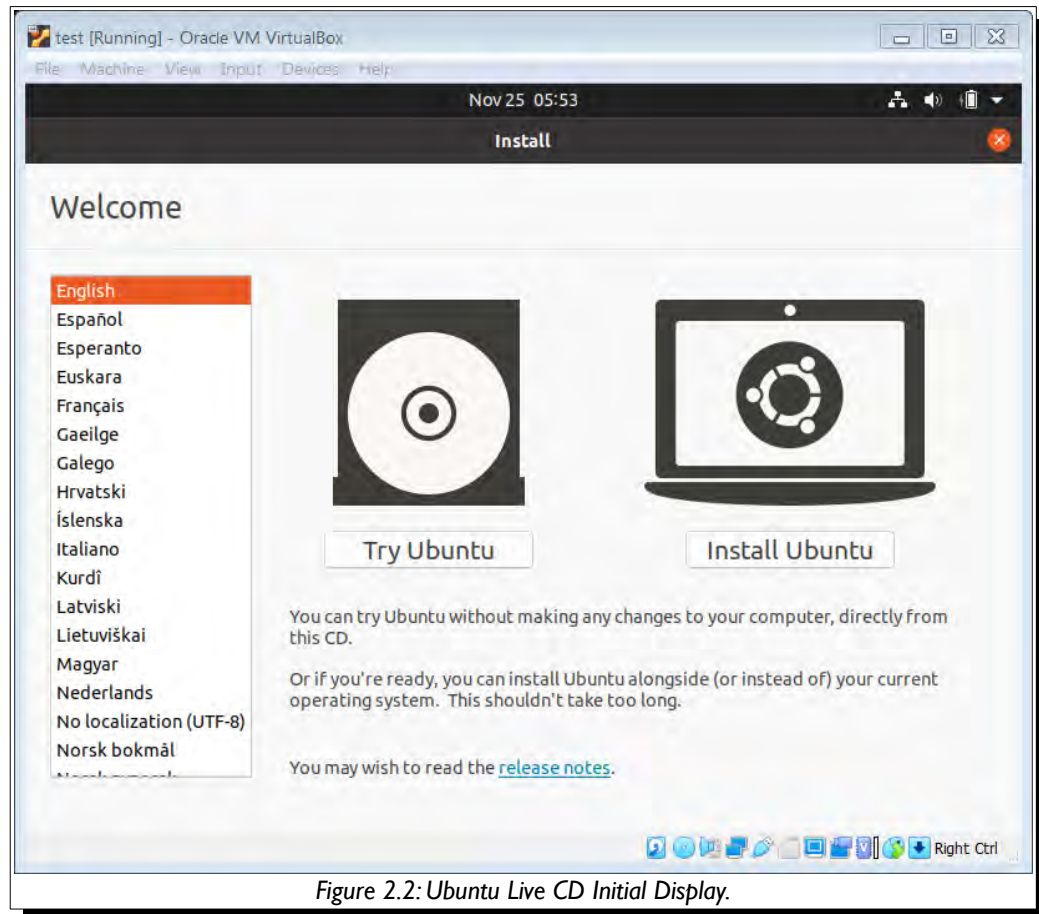 test [Running] - Oracle VM VirtualBox
File Machine View Input Devices Help
Nov 25 05:53
Install
Welcome
English
Español
Esperanto
Euskara
Français
Gaeilge
Galego
Hrvatski
Íslenska
Italiano
Kurdî
Latviski
Lietuviškai
Magyar
Nederlands
No localization (UTF-8)
Norsk bokmål
Try Ubuntu
Install Ubuntu
You can try Ubuntu without making any changes to your computer, directly from
this CD.
Or if you're ready, you can install Ubuntu alongside (or instead of) your current
operating system. This shouldn't take too long.
You may wish to read the release notes.
Right Ctrl
Figure 2.2: Ubuntu Live CD Initial Display.